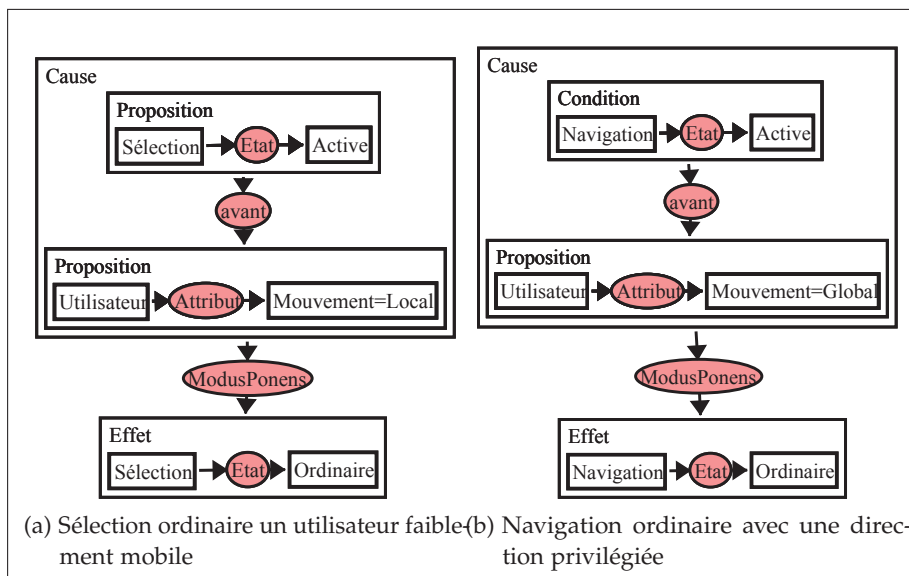 Cause
Proposition
Sélection Etat Active
avant
Proposition
Utilisateur Attribut Mouvement=Local
ModusPonens
Effet
Sélection Etat Ordinaire
(a) Sélection ordinaire un utilisateur faible-
ment mobile
Cause
Condition
Navigation Etat Active
avant
Proposition
Utilisateur Attribut Mouvement=Global
ModusPonens
Effet
Navigation Etat Ordinaire
(b) Navigation ordinaire avec une direc-
tion privilégiée